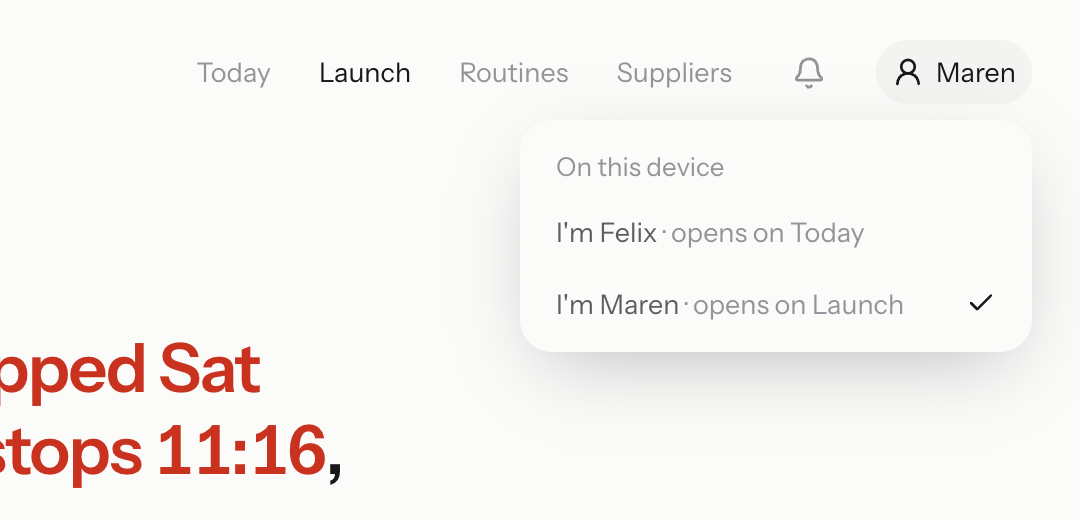 Today Launch Routines Suppliers Maren
On this device
I'm Felix · opens on Today
I'm Maren · opens on Launch
pped Sat
stops 11:16,